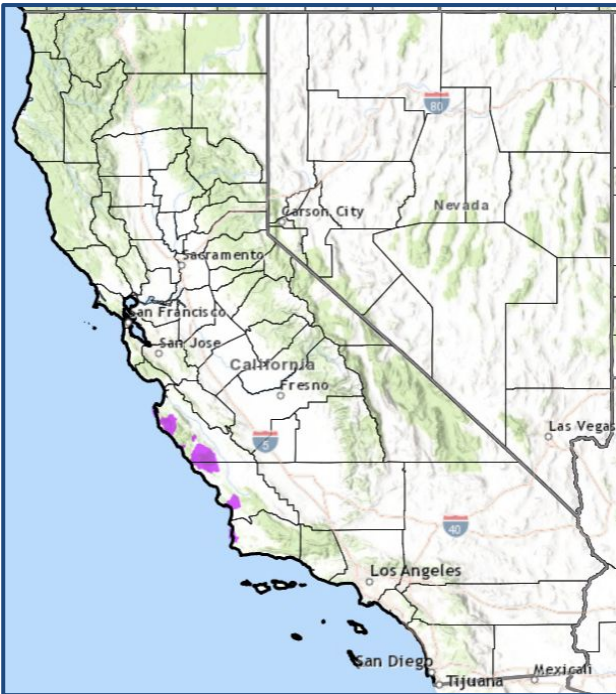 80
Carson City
Nevada
Sacramento
San Francisco
San Jose
California
Fresno
5
Las Vegas
40
Los Angeles
San Diego
Tijuana
Mexicali